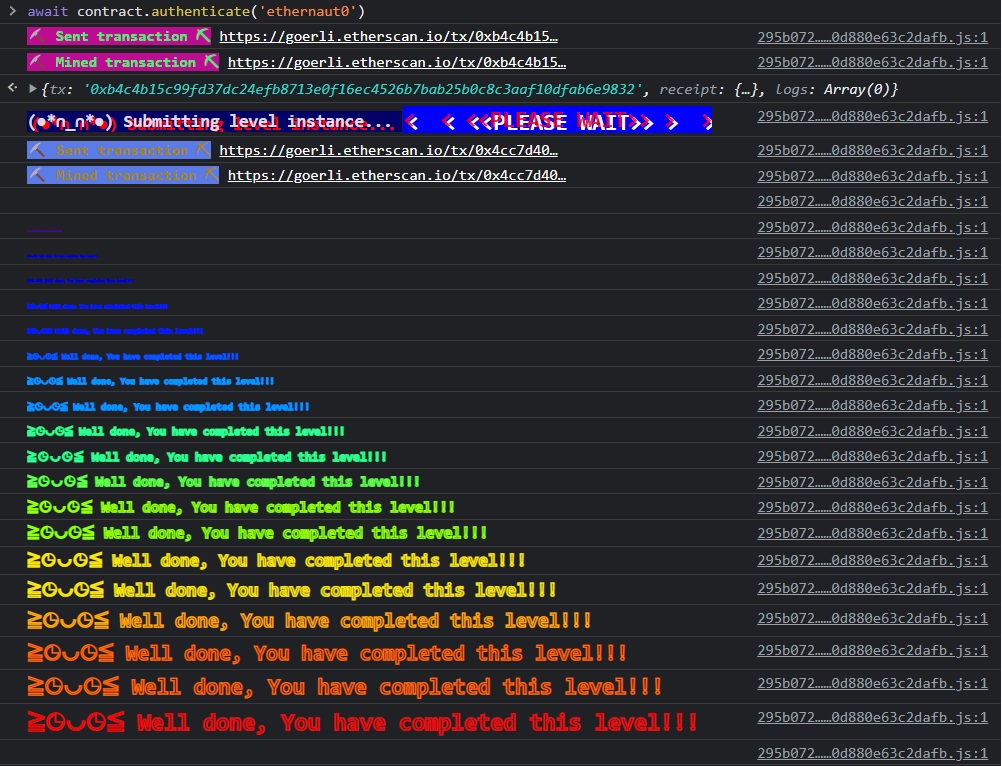 > await contract.authenticate('ethernaut0')
⛏ Sent transaction ⛏ https://goerli.etherscan.io/tx/0xb4c4b15… 295b072……0d880e63c2dafb.js:1
⛏ Mined transaction ⛏ https://goerli.etherscan.io/tx/0xb4c4b15… 295b072……0d880e63c2dafb.js:1
{tx: '0xb4c4b15c99fd37dc24efb8713e0f16ec4526b7bab25b0c8c3aaf10dfab6e9832', receipt: {…}, logs: Array(0)}
(●*∩_∩*●) Submitting level instance... < < <<PLEASE WAIT>> > > 295b072……0d880e63c2dafb.js:1
⛏ Sent transaction ⛏ https://goerli.etherscan.io/tx/0x4cc7d40… 295b072……0d880e63c2dafb.js:1
⛏ Mined transaction ⛏ https://goerli.etherscan.io/tx/0x4cc7d40… 295b072……0d880e63c2dafb.js:1
295b072……0d880e63c2dafb.js:1
295b072……0d880e63c2dafb.js:1
295b072……0d880e63c2dafb.js:1
295b072……0d880e63c2dafb.js:1
295b072……0d880e63c2dafb.js:1
295b072……0d880e63c2dafb.js:1
≧◔◡◔≦ Well done, You have completed this level!!! 295b072……0d880e63c2dafb.js:1
≧◔◡◔≦ Well done, You have completed this level!!! 295b072……0d880e63c2dafb.js:1
≧◔◡◔≦ Well done, You have completed this level!!! 295b072……0d880e63c2dafb.js:1
≧◔◡◔≦ Well done, You have completed this level!!! 295b072……0d880e63c2dafb.js:1
≧◔◡◔≦ Well done, You have completed this level!!! 295b072……0d880e63c2dafb.js:1
≧◔◡◔≦ Well done, You have completed this level!!! 295b072……0d880e63c2dafb.js:1
≧◔◡◔≦ Well done, You have completed this level!!! 295b072……0d880e63c2dafb.js:1
≧◔◡◔≦ Well done, You have completed this level!!! 295b072……0d880e63c2dafb.js:1
≧◔◡◔≦ Well done, You have completed this level!!! 295b072……0d880e63c2dafb.js:1
≧◔◡◔≦ Well done, You have completed this level!!! 295b072……0d880e63c2dafb.js:1
≧◔◡◔≦ Well done, You have completed this level!!! 295b072……0d880e63c2dafb.js:1
≧◔◡◔≦ Well done, You have completed this level!!! 295b072……0d880e63c2dafb.js:1
≧◔◡◔≦ Well done, You have completed this level!!! 295b072……0d880e63c2dafb.js:1
≧◔◡◔≦ Well done, You have completed this level!!! 295b072……0d880e63c2dafb.js:1
295b072……0d880e63c2dafb.js:1